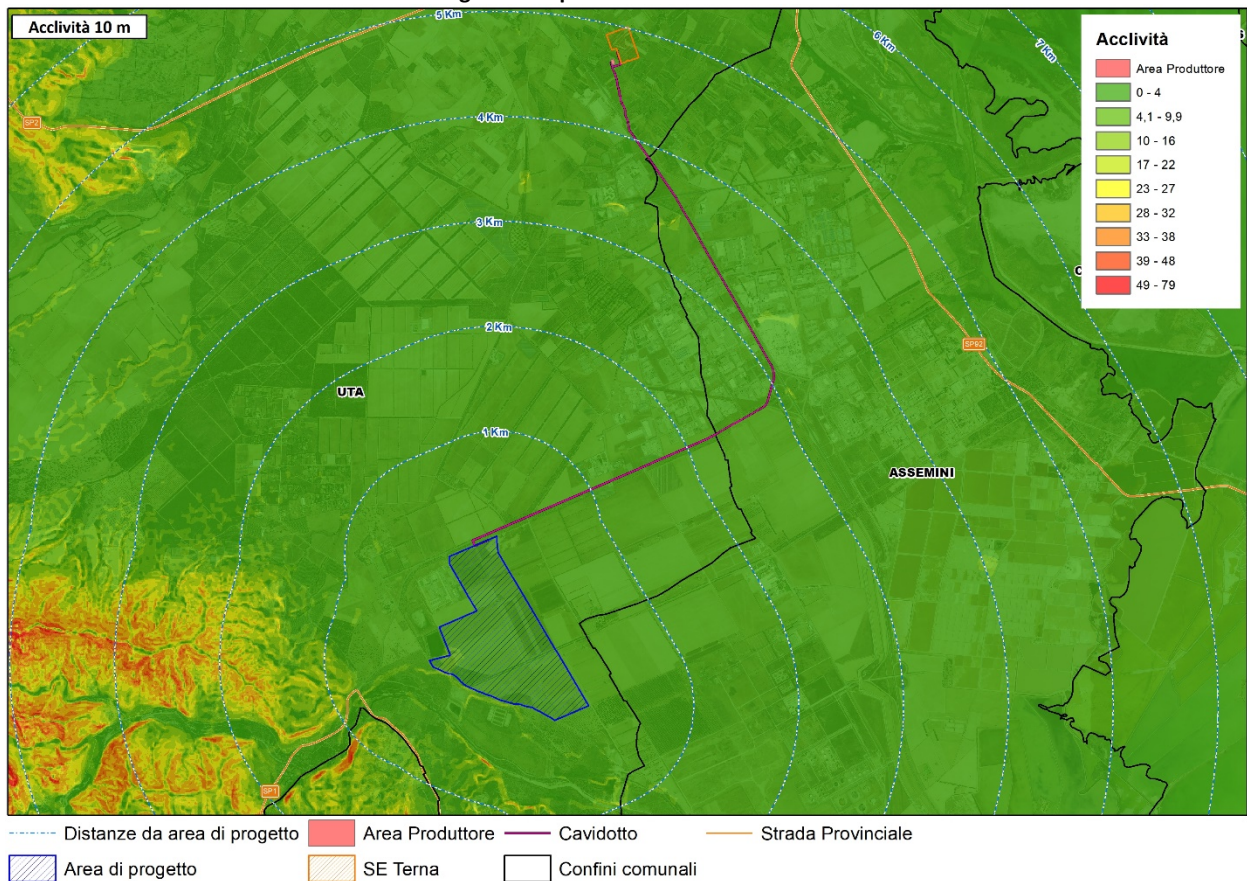 Acclività 10 m
5 Km
6 Km
7 Km
SP2
4 Km
3 Km
2 Km
SP92
UTA
1 Km
ASSEMINI
SP1
Acclività
Area Produttore
0 - 4
4,1 - 9,9
10 - 16
17 - 22
23 - 27
28 - 32
33 - 38
39 - 48
49 - 79
Distanze da area di progetto
Area Produttore
Cavidotto
Strada Provinciale
Area di progetto
SE Terna
Confini comunali